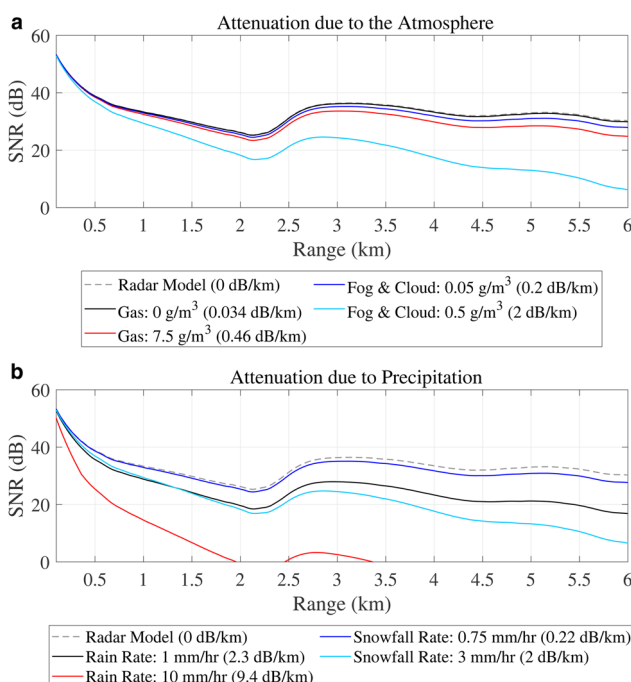 a
Attenuation due to the Atmosphere
60
40
20
0
SNR (dB)
0.5 1 1.5 2 2.5 3 3.5 4 4.5 5 5.5 6
Range (km)
Radar Model (0 dB/km)
Gas: 0 g/m³ (0.034 dB/km)
Gas: 7.5 g/m³ (0.46 dB/km)
Fog & Cloud: 0.05 g/m³ (0.2 dB/km)
Fog & Cloud: 0.5 g/m³ (2 dB/km)
b
Attenuation due to Precipitation
60
40
20
0
SNR (dB)
0.5 1 1.5 2 2.5 3 3.5 4 4.5 5 5.5 6
Range (km)
Radar Model (0 dB/km)
Rain Rate: 1 mm/hr (2.3 dB/km)
Rain Rate: 10 mm/hr (9.4 dB/km)
Snowfall Rate: 0.75 mm/hr (0.22 dB/km)
Snowfall Rate: 3 mm/hr (2 dB/km)